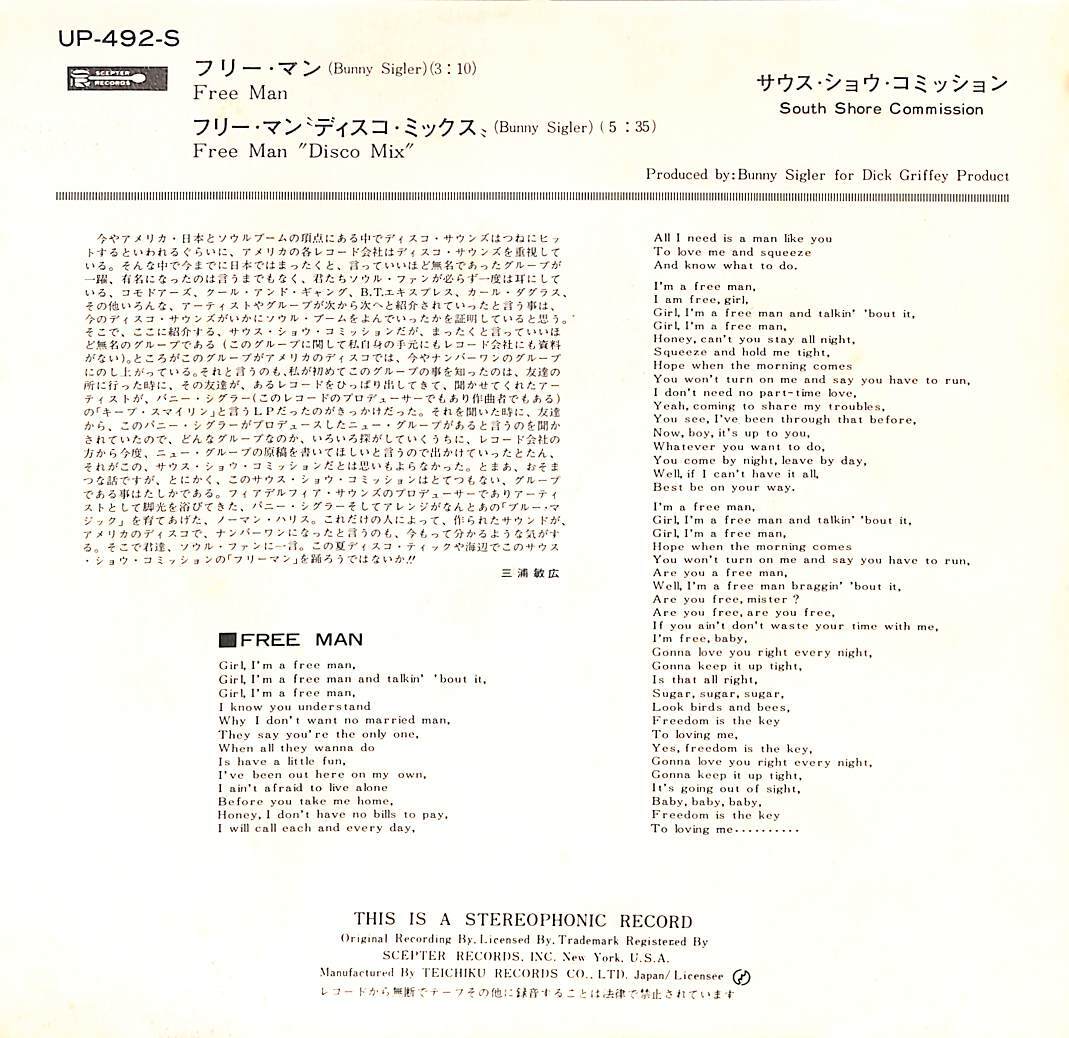 UP-492-S
SCEPTER RECORDS
フリー・マン (Bunny Sigler)(3:10)
Free Man
フリー・マン〝ディスコ・ミックス〟(Bunny Sigler) (5:35)
Free Man "Disco Mix"
サウス・ショウ・コミッション
South Shore Commission
Produced by:Bunny Sigler for Dick Griffey Product
今やアメリカ・日本とソウルブームの頂点にある中でディスコ・サウンズはつねにヒッ
トするといわれるぐらいに、アメリカの各レコード会社はディスコ・サウンズを重視して
いる。そんな中で今までに日本ではまったくと、言っていいほど無名であったグループが
一躍、有名になったのは言うまでもなく、君たちソウル・ファンが必らず一度は耳にして
いる、コモドアーズ、クール・アンド・ギャング、B.T.エキスプレス、カール・ダグラス、
その他いろんな、アーティストやグループが次から次へと紹介されていったと言う事は、
今のディスコ・サウンズがいかにソウル・ブームをよんでいったかを証明していると思う。
そこで、ここに紹介する、サウス・ショウ・コミッションだが、まったくと言っていいほ
ど無名のグループである(このグループに関して私自身の手元にもレコード会社にも資料
がない)。ところがこのグループがアメリカのディスコでは、今やナンバーワンのグループ
にのし上がっている。それと言うのも、私が初めてこのグループの事を知ったのは、友達の
所に行った時に、その友達が、あるレコードをひっぱり出してきて、聞かせてくれたアー
ティストが、バニー・シグラー(このレコードのプロデューサーでもあり作曲者でもある)
の「キープ・スマイリン」と言うLPだったのがきっかけだった。それを聞いた時に、友達
から、このバニー・シグラーがプロデュースしたニュー・グループがあると言うのを聞か
されていたので、どんなグループなのか、いろいろ探がしていくうちに、レコード会社の
方から今度、ニュー・グループの原稿を書いてほしいと言うので出かけていったとたん、
それがこの、サウス・ショウ・コミッションだとは思いもよらなかった。とまあ、おそま
つな話ですが、とにかく、このサウス・ショウ・コミッションはとてつもない、グループ
である事はたしかである。フィアデルフィア・サウンズのプロデューサーでありアーティ
ストとして脚光を浴びてきた、バニー・シグラーそしてアレンジがなんとあの「ブルー・マ
ジック」を育てあげた、ノーマン・ハリス。これだけの人によって、作られたサウンドが、
アメリカのディスコで、ナンバーワンになったと言うのも、今もって分かるような気がす
る。そこで君達、ソウル・ファンに一言。この夏ディスコ・ティックや海辺でこのサウス
・ショウ・コミッションの「フリーマン」を踊ろうではないか!!
三浦敏広
■FREE MAN
Girl, I'm a free man,
Girl, I'm a free man and talkin' 'bout it,
Girl, I'm a free man,
I know you understand
Why I don't want no married man,
They say you're the only one,
When all they wanna do
Is have a little fun,
I've been out here on my own,
I ain't afraid to live alone
Before you take me home,
Honey, I don't have no bills to pay,
I will call each and every day,
All I need is a man like you
To love me and squeeze
And know what to do.
I'm a free man,
I am free, girl,
Girl, I'm a free man and talkin' 'bout it,
Girl, I'm a free man,
Honey, can't you stay all night,
Squeeze and hold me tight,
Hope when the morning comes
You won't turn on me and say you have to run,
I don't need no part-time love,
Yeah, coming to share my troubles,
You see, I've been through that before,
Now, boy, it's up to you,
Whatever you want to do,
You come by night, leave by day,
Well, if I can't have it all,
Best be on your way.
I'm a free man,
Girl, I'm a free man and talkin' 'bout it,
Girl, I'm a free man,
Hope when the morning comes
You won't turn on me and say you have to run,
Are you a free man,
Well, I'm a free man braggin' 'bout it,
Are you free, mister ?
Are you free, are you free,
If you ain't don't waste your time with me,
I'm free, baby,
Gonna love you right every night,
Gonna keep it up tight,
Is that all right,
Sugar, sugar, sugar,
Look birds and bees,
Freedom is the key
To loving me,
Yes, freedom is the key,
Gonna love you right every night,
Gonna keep it up tight,
It's going out of sight,
Baby, baby, baby,
Freedom is the key
To loving me··········
THIS IS A STEREOPHONIC RECORD
Original Recording By, Licensed By, Trademark Registered By
SCEPTER RECORDS, INC. New York, U.S.A.
Manufactured By TEICHIKU RECORDS CO., LTD. Japan/Licensee
レコードから無断でテープその他に録音することは法律で禁止されています